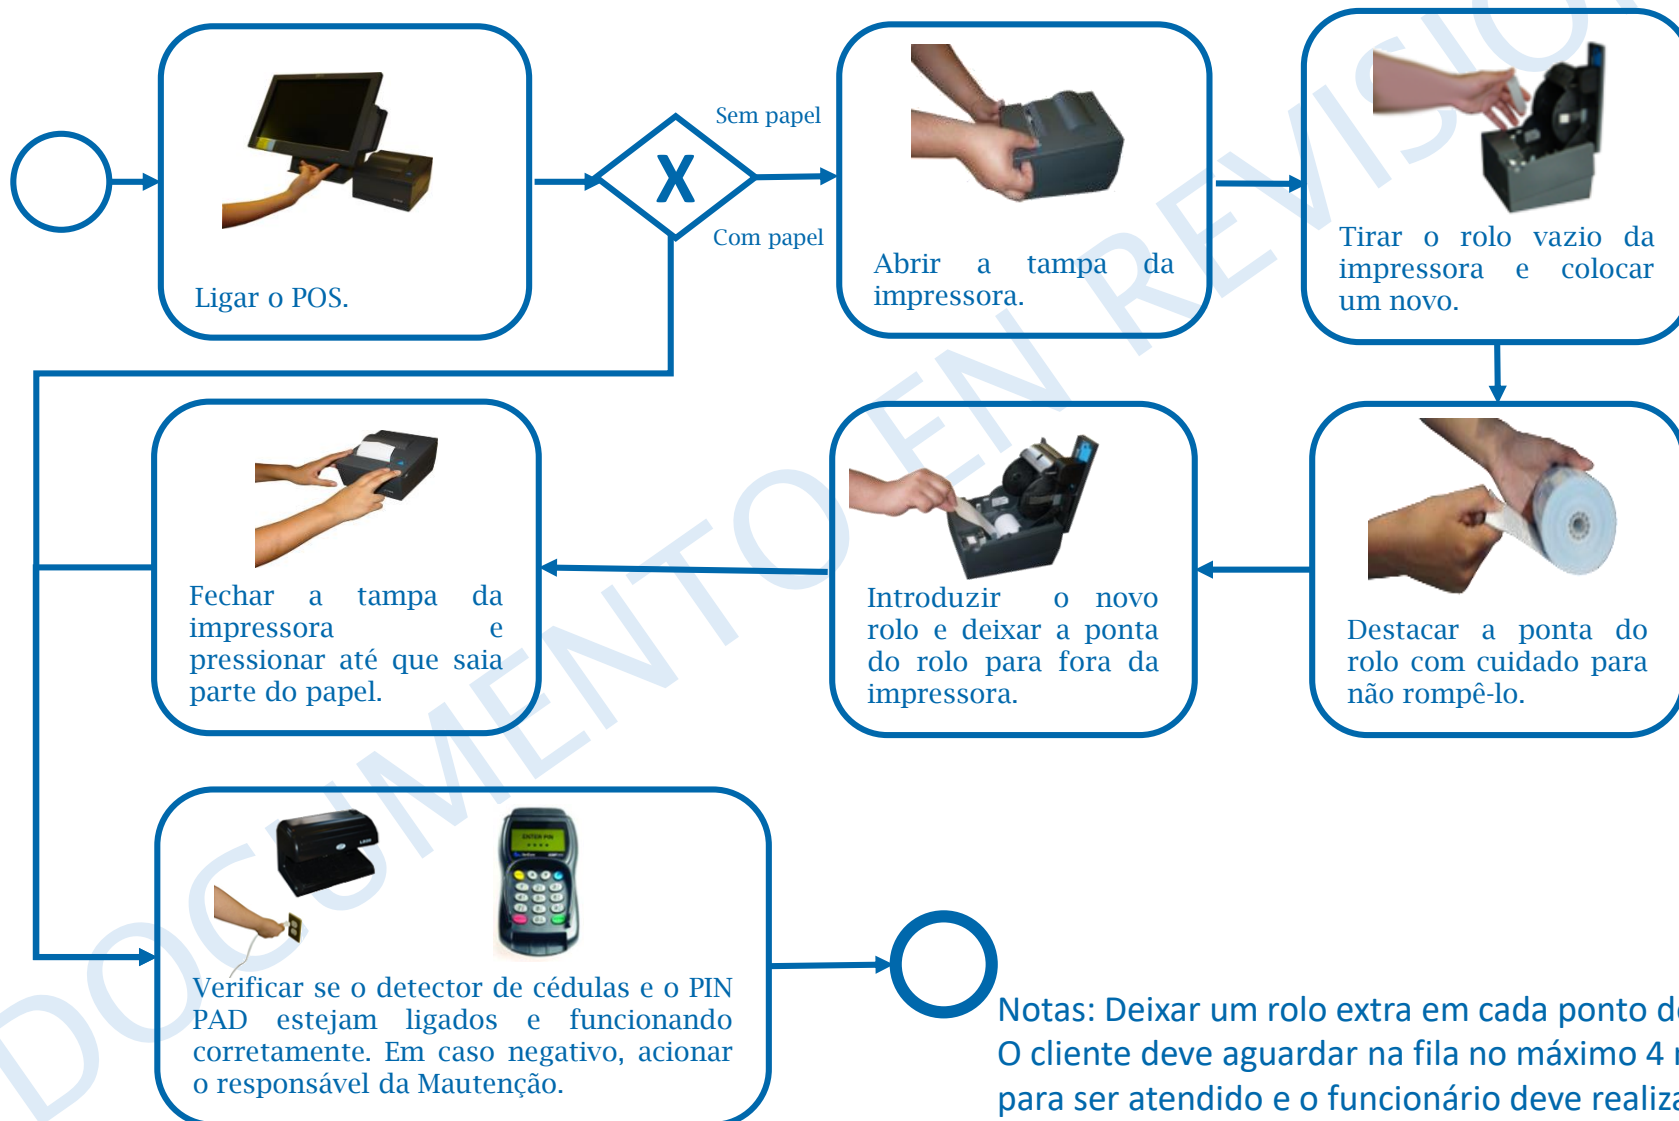 Ligar o POS.
X
Sem papel
Com papel
Abrir a tampa da
impressora.
Tirar o rolo vazio da
impressora e colocar
um novo.
Destacar a ponta do
rolo com cuidado para
não rompê-lo.
Introduzir o novo
rolo e deixar a ponta
do rolo para fora da
impressora.
Fechar a tampa da
impressora e
pressionar até que saia
parte do papel.
ENTER PIN
Verificar se o detector de cédulas e o PIN
PAD estejam ligados e funcionando
corretamente. Em caso negativo, acionar
o responsável da Mautenção.
Notas: Deixar um rolo extra em cada ponto
O cliente deve aguardar na fila no máximo 4
para ser atendido e o funcionário deve
DOCUMENTO EN REVISIO